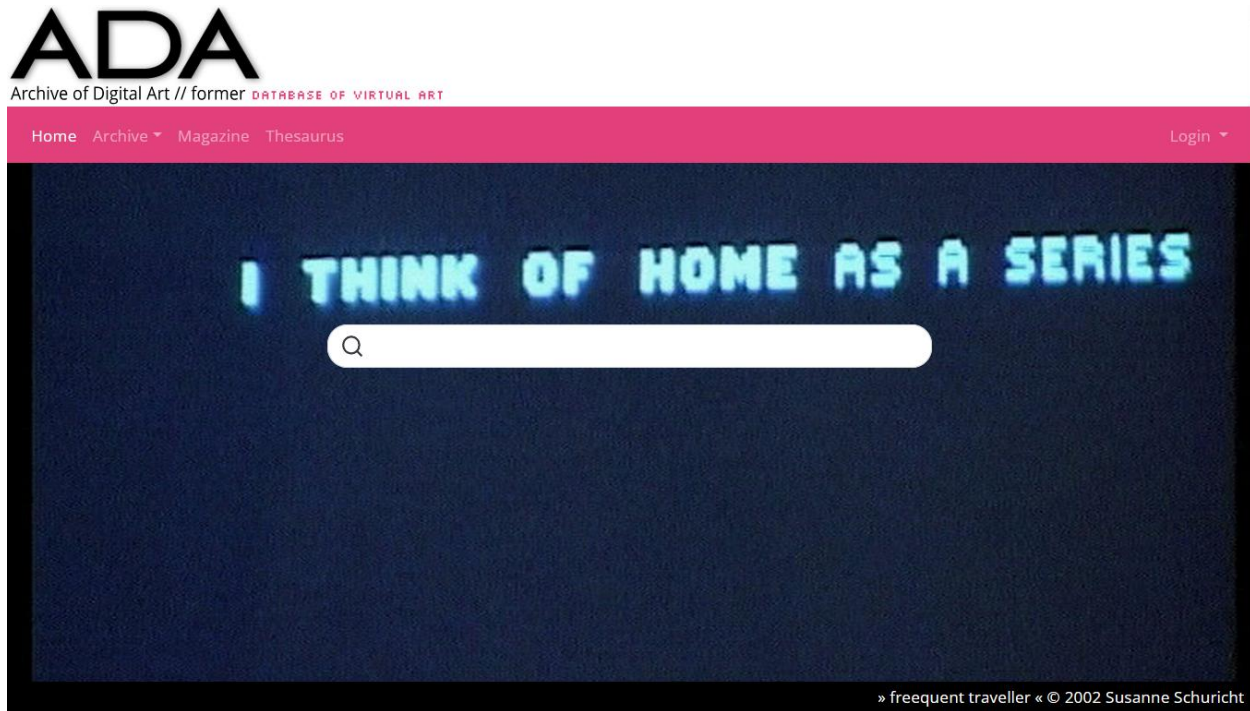 ADA
Archive of Digital Art // former DATABASE OF VIRTUAL ART
Home Archive Magazine Thesaurus Login
I THINK OF HOME AS A SERIES
» freequent traveller « © 2002 Susanne Schuricht